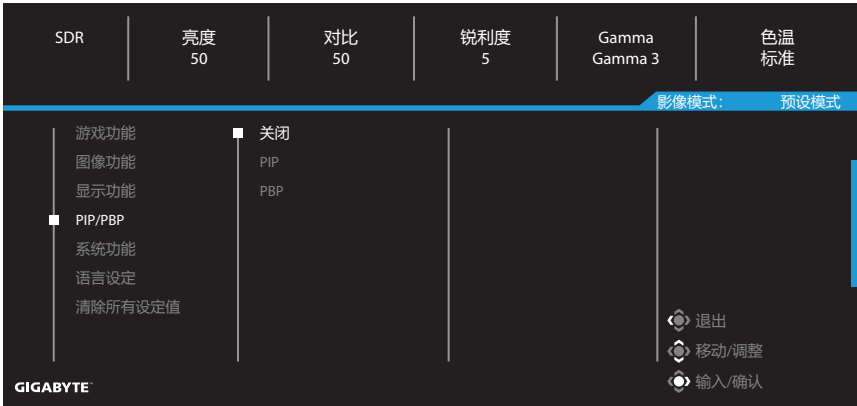 SDR 亮度 对比 锐利度 Gamma 色温
50 50 5 Gamma 3 标准
影像模式: 预设模式
游戏功能 关闭
图像功能 PIP
显示功能 PBP
PIP/PBP
系统功能
语言设定
清除所有设定值
退出
移动/调整
输入/确认
GIGABYTE™